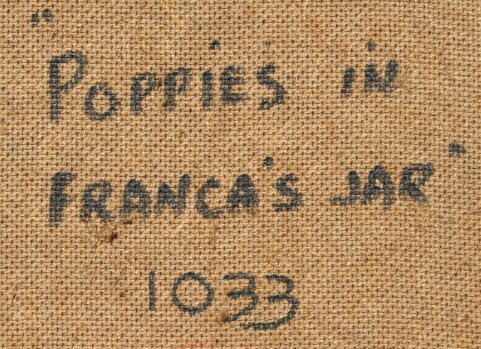 "POPPIES IN
FRANCA'S JAR"
1033